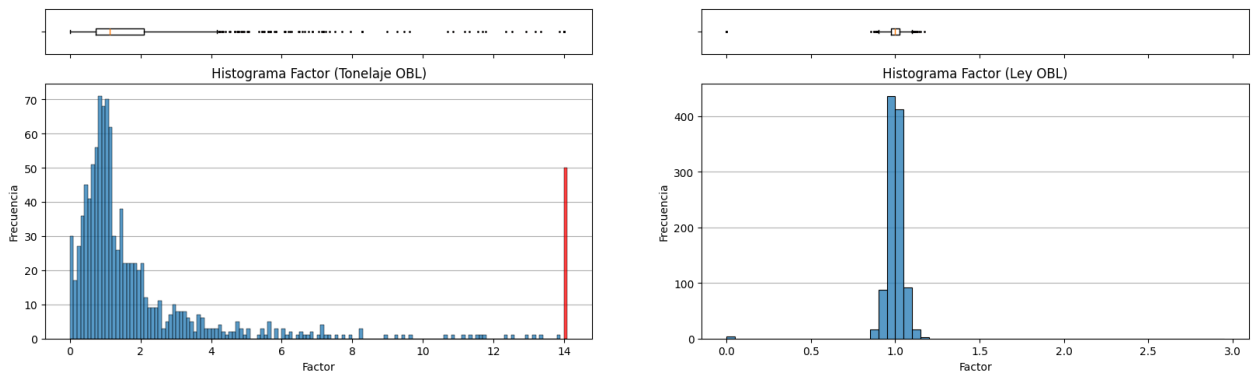 Histograma Factor (Tonelaje OBL)
70
60
50
40
30
20
10
0
Frecuencia
0 2 4 6 8 10 12 14
Factor
Histograma Factor (Ley OBL)
400
300
200
100
0
Frecuencia
0.0 0.5 1.0 1.5 2.0 2.5 3.0
Factor